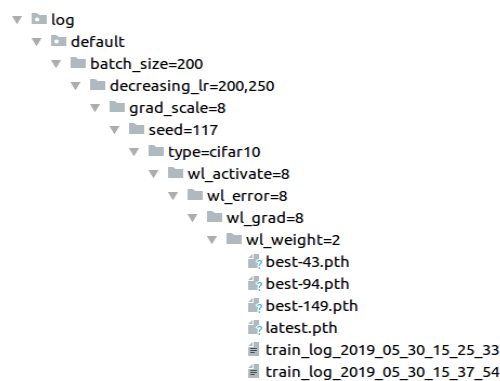 log
default
batch_size=200
decreasing_lr=200,250
grad_scale=8
seed=117
type=cifar10
wl_activate=8
wl_error=8
wl_grad=8
wl_weight=2
best-43.pth
best-94.pth
best-149.pth
latest.pth
train_log_2019_05_30_15_25_33
train_log_2019_05_30_15_37_54